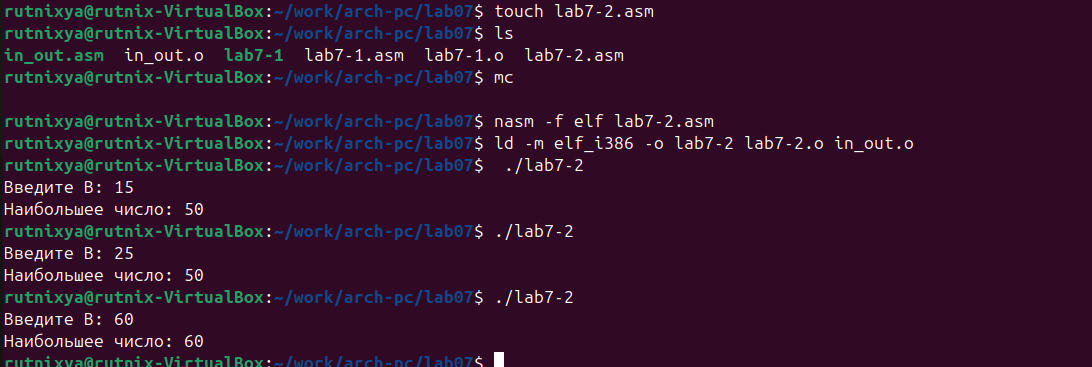 rutnixya@rutnix-VirtualBox:~/work/arch-pc/lab07$ touch lab7-2.asm
rutnixya@rutnix-VirtualBox:~/work/arch-pc/lab07$ ls
in_out.asm  in_out.o  lab7-1  lab7-1.asm  lab7-1.o  lab7-2.asm
rutnixya@rutnix-VirtualBox:~/work/arch-pc/lab07$ mc
rutnixya@rutnix-VirtualBox:~/work/arch-pc/lab07$ nasm -f elf lab7-2.asm
rutnixya@rutnix-VirtualBox:~/work/arch-pc/lab07$ ld -m elf_i386 -o lab7-2 lab7-2.o in_out.o
rutnixya@rutnix-VirtualBox:~/work/arch-pc/lab07$  ./lab7-2
Введите B: 15
Наибольшее число: 50
rutnixya@rutnix-VirtualBox:~/work/arch-pc/lab07$ ./lab7-2
Введите B: 25
Наибольшее число: 50
rutnixya@rutnix-VirtualBox:~/work/arch-pc/lab07$ ./lab7-2
Введите B: 60
Наибольшее число: 60
rutnixya@rutnix-VirtualBox:~/work/arch-pc/lab07$